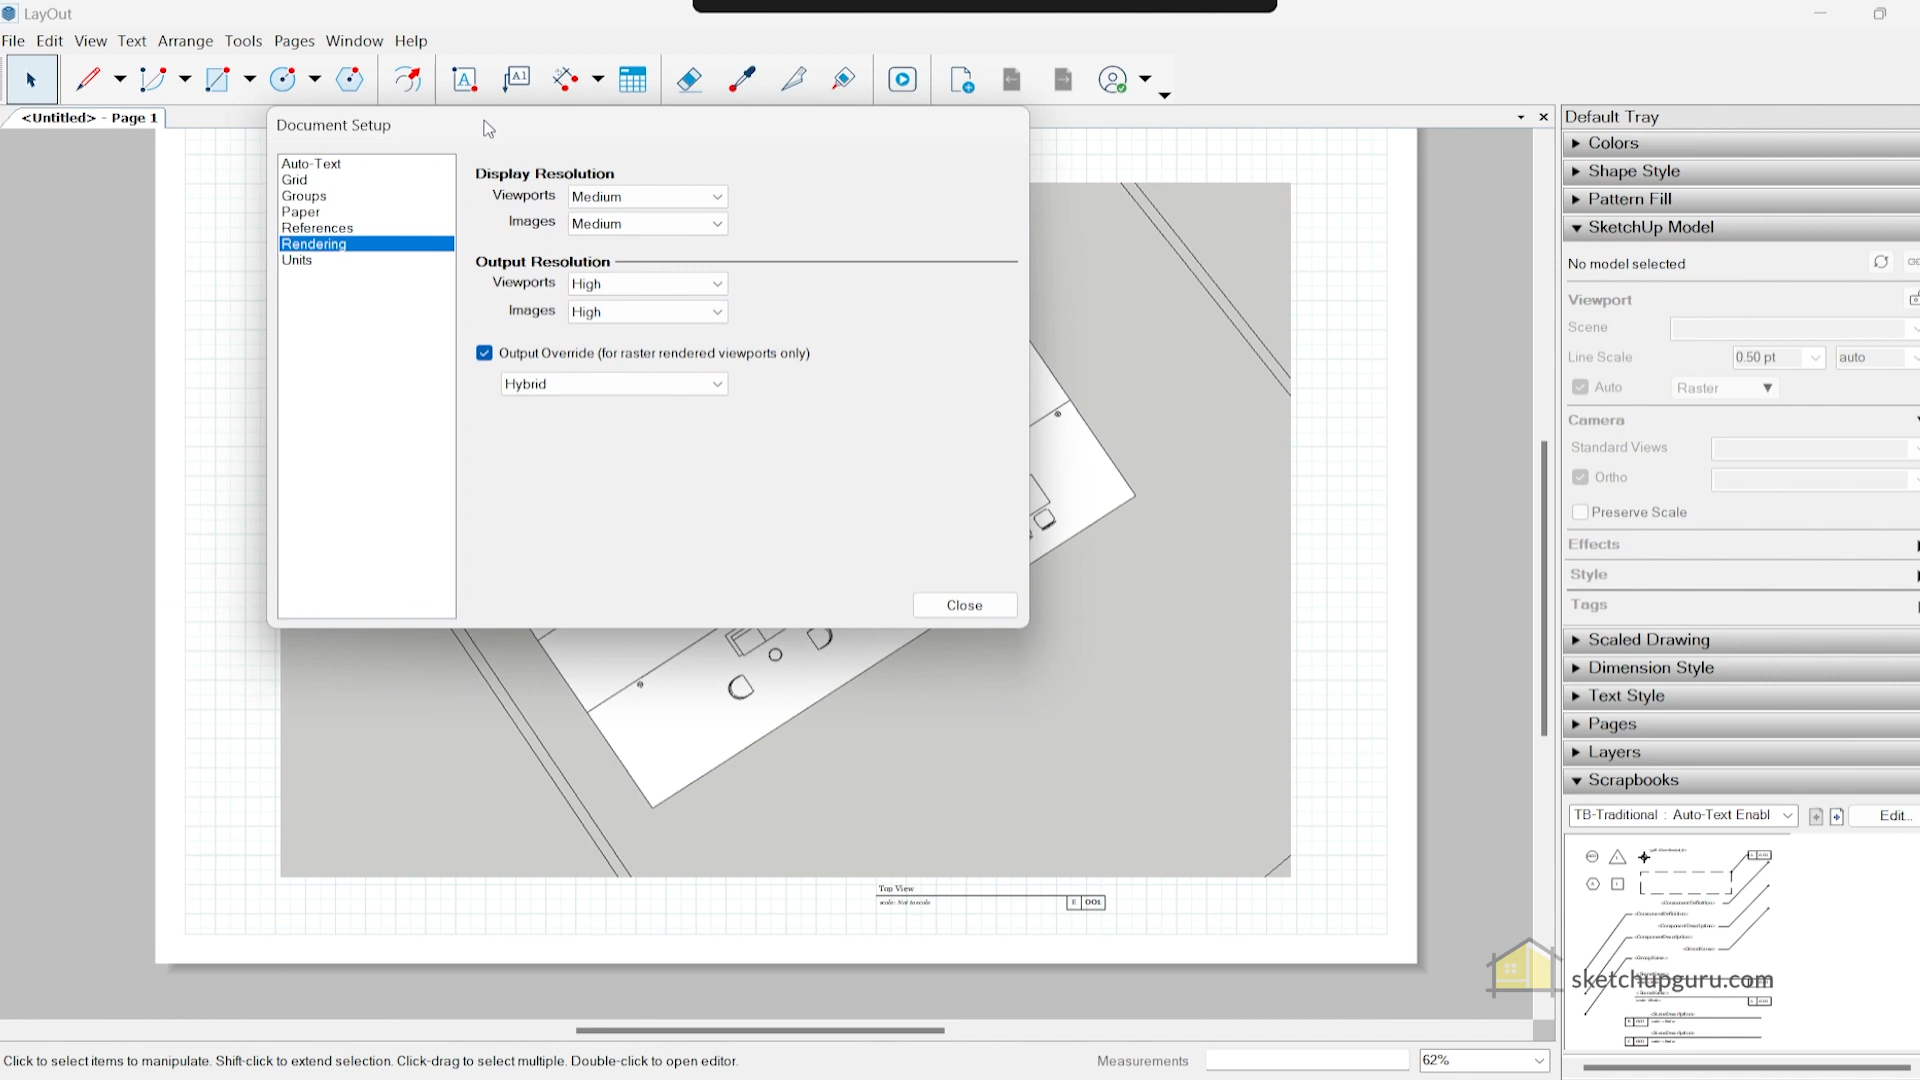 LayOut
File Edit View Text Arrange Tools Pages Window Help
<Untitled> - Page 1
Document Setup
Auto-Text
Grid
Groups
Paper
References
Rendering
Units
Display Resolution
Viewports Medium
Images Medium
Output Resolution
Viewports High
Images High
Output Override (for raster rendered viewports only)
Hybrid
Close
Top View
scale: Not to scale
E 001
Default Tray
Colors
Shape Style
Pattern Fill
SketchUp Model
No model selected
Viewport
Scene
Line Scale 0.50 pt auto
Auto Raster
Camera
Standard Views
Ortho
Preserve Scale
Effects
Style
Tags
Scaled Drawing
Dimension Style
Text Style
Pages
Layers
Scrapbooks
TB-Traditional : Auto-Text Enabl Edit...
sketchupguru.com
Click to select items to manipulate. Shift-click to extend selection. Click-drag to select multiple. Double-click to open editor.
Measurements 62%